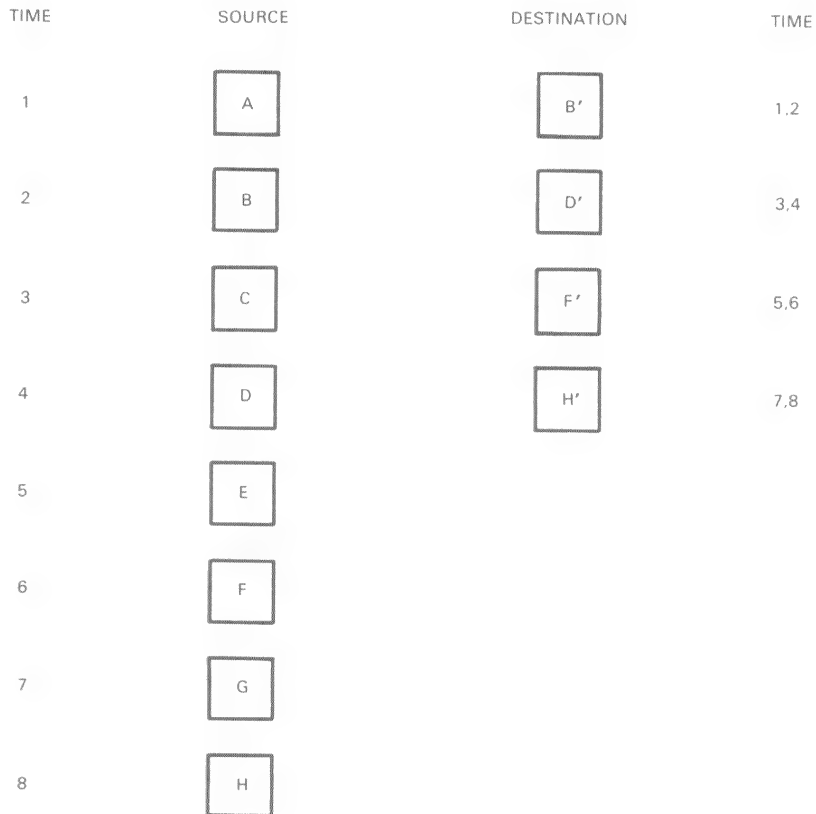 TIME SOURCE DESTINATION TIME
1 A B′ 1,2
2 B D′ 3,4
3 C F′ 5,6
4 D H′ 7,8
5 E
6 F
7 G
8 H